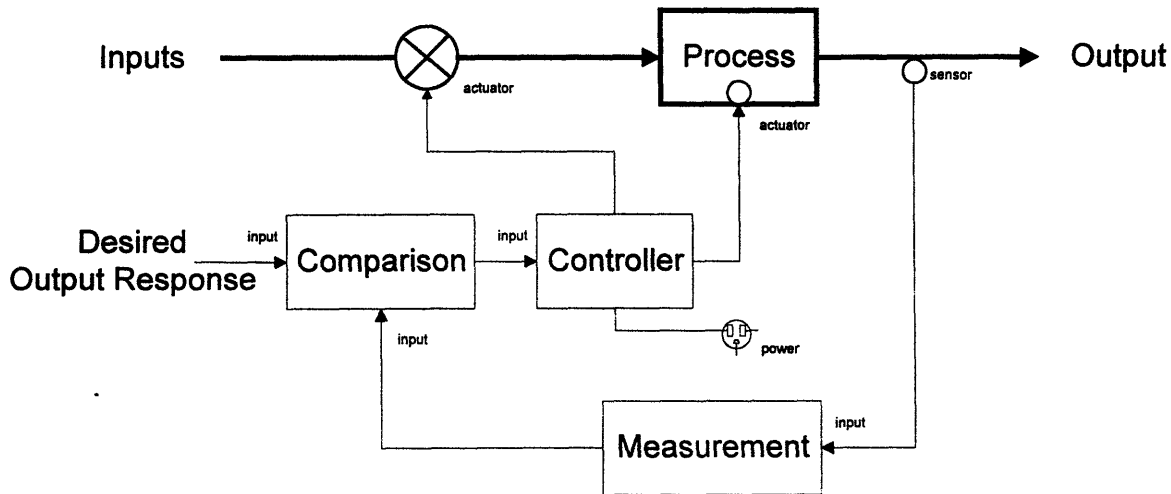 Inputs
actuator
Process
actuator
sensor
Output
Desired
Output Response
input
Comparison
input
Controller
input
power
Measurement
input